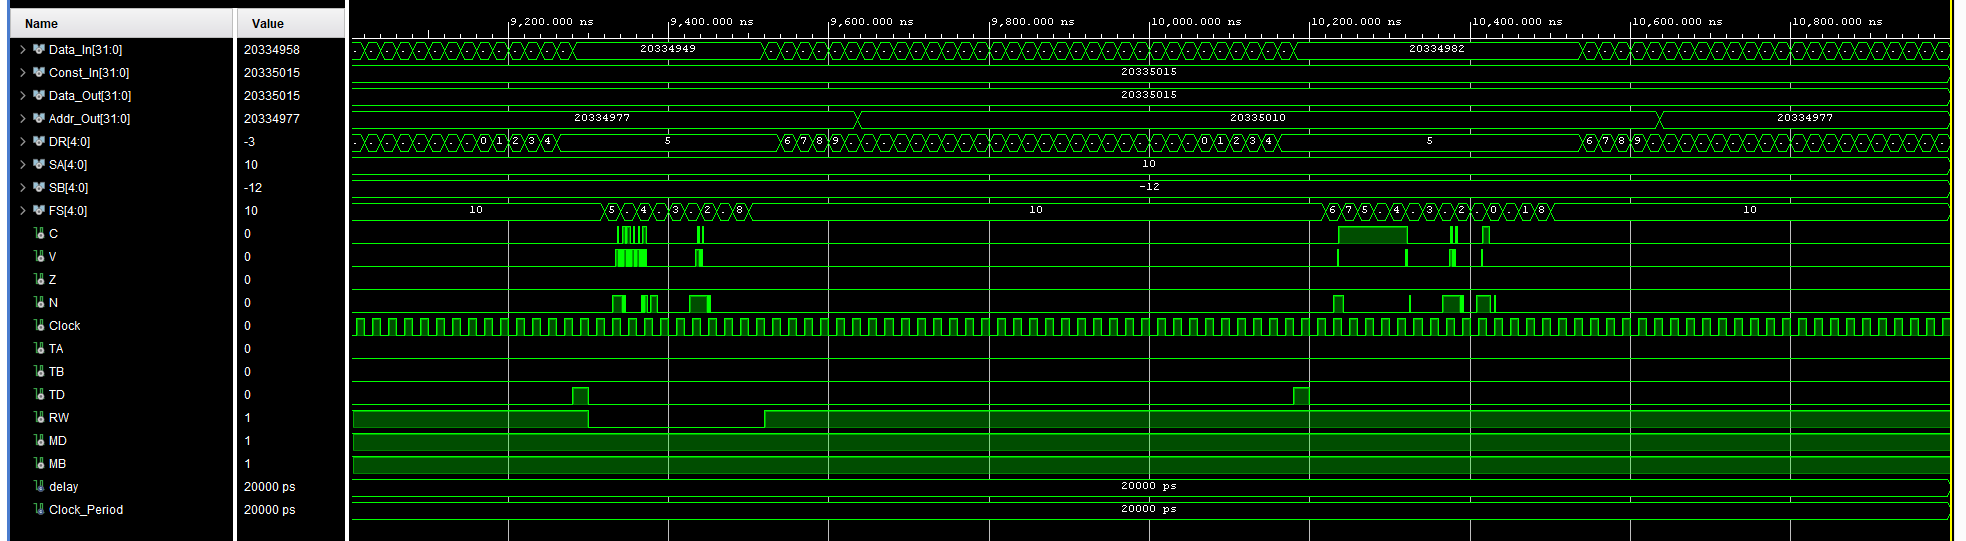 Name Value 9,200.000 ns 9,400.000 ns 9,600.000 ns 9,800.000 ns 10,000.000 ns 10,200.000 ns 10,400.000 ns 10,600.000 ns 10,800.000 ns
Data_In[31:0] 20334958 20334949 20334982
Const_In[31:0] 20335015 20335015
Data_Out[31:0] 20335015 20335015
Addr_Out[31:0] 20334977 20334977 20335010 20334977
DR[4:0] -3 0 1 2 3 4 5 6 7 8 9 0 1 2 3 4 5 6 7 8 9
SA[4:0] 10 10
SB[4:0] -12 -12
FS[4:0] 10 10 5 . 4 . 3 . 2 . 8 10 6 7 5 . 4 . 3 . 2 . 0 . 1 8 10
C 0
V 0
Z 0
N 0
Clock 0
TA 0
TB 0
TD 0
RW 1
MD 1
MB 1
delay 20000 ps 20000 ps
Clock_Period 20000 ps 20000 ps